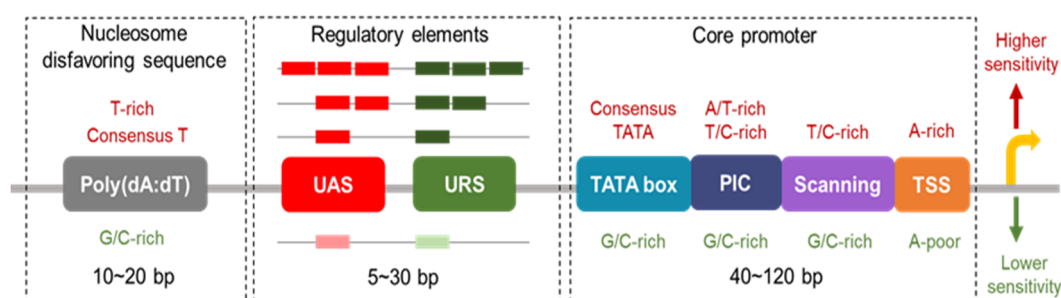 Nucleosome
disfavoring sequence
T-rich
Consensus T
Poly(dA:dT)
G/C-rich
10~20 bp
Regulatory elements
UAS
URS
5~30 bp
Core promoter
Consensus
TATA
A/T-rich
T/C-rich
T/C-rich
A-rich
TATA box
PIC
Scanning
TSS
G/C-rich
G/C-rich
G/C-rich
A-poor
40~120 bp
Higher
sensitivity
Lower
sensitivity